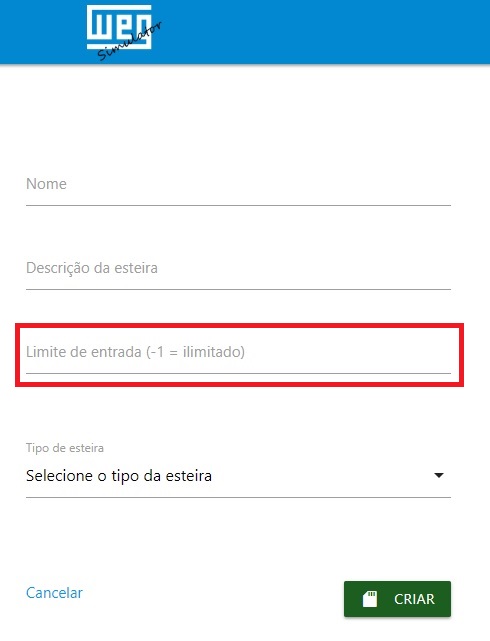 weg
Simulator
Nome
Descrição da esteira
Limite de entrada (-1 = ilimitado)
Tipo de esteira
Selecione o tipo da esteira
Cancelar
CRIAR